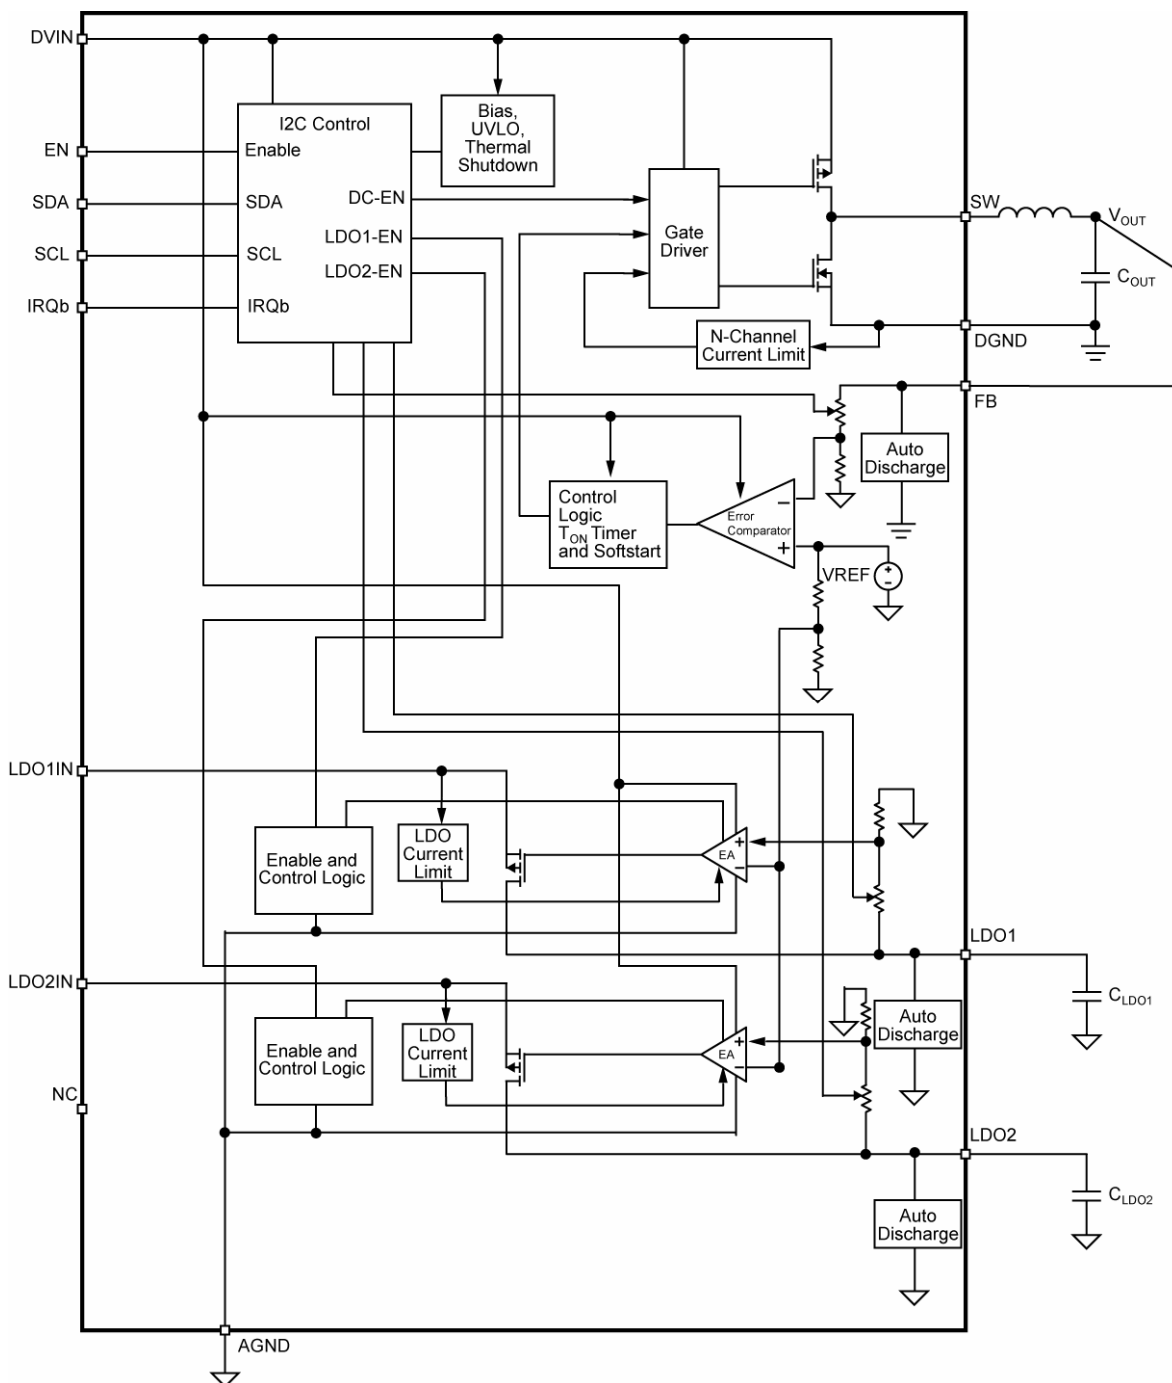 DVIN
EN
SDA
SCL
IRQb
I2C Control
Enable
SDA
SCL
IRQb
DC-EN
LDO1-EN
LDO2-EN
Bias,
UVLO,
Thermal
Shutdown
Gate
Driver
N-Channel
Current Limit
SW
VOUT
COUT
DGND
FB
Auto
Discharge
Control
Logic
TON Timer
and Softstart
Error
Comparator
−
+
VREF
+
−
LDO1IN
Enable and
Control Logic
LDO
Current
Limit
EA
+
−
LDO1
CLDO1
Auto
Discharge
LDO2IN
Enable and
Control Logic
LDO
Current
Limit
EA
+
−
NC
LDO2
CLDO2
Auto
Discharge
AGND